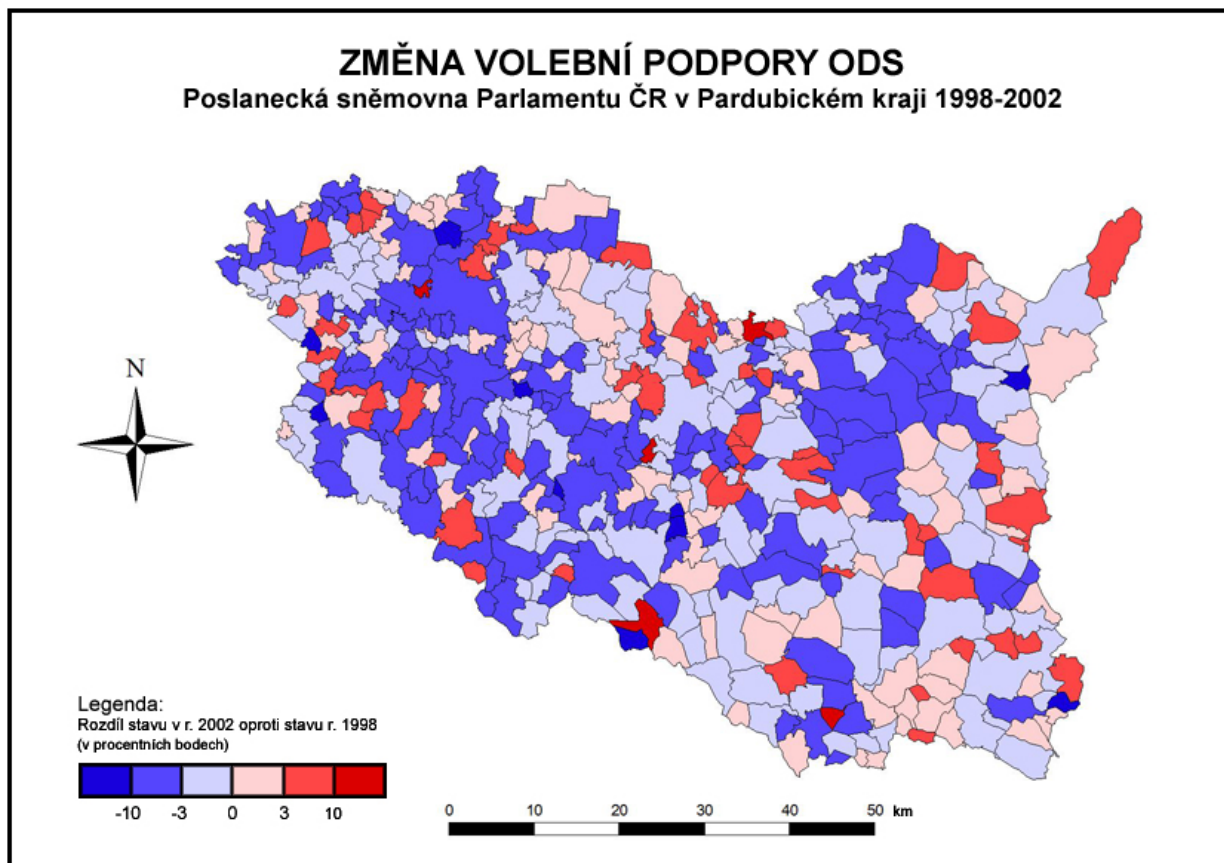 ZMĚNA VOLEBNÍ PODPORY ODS
Poslanecká sněmovna Parlamentu ČR v Pardubickém kraji 1998-2002
N
Legenda:
Rozdíl stavu v r. 2002 oproti stavu r. 1998
(v procentních bodech)
-10 -3 0 3 10
0 10 20 30 40 50 km